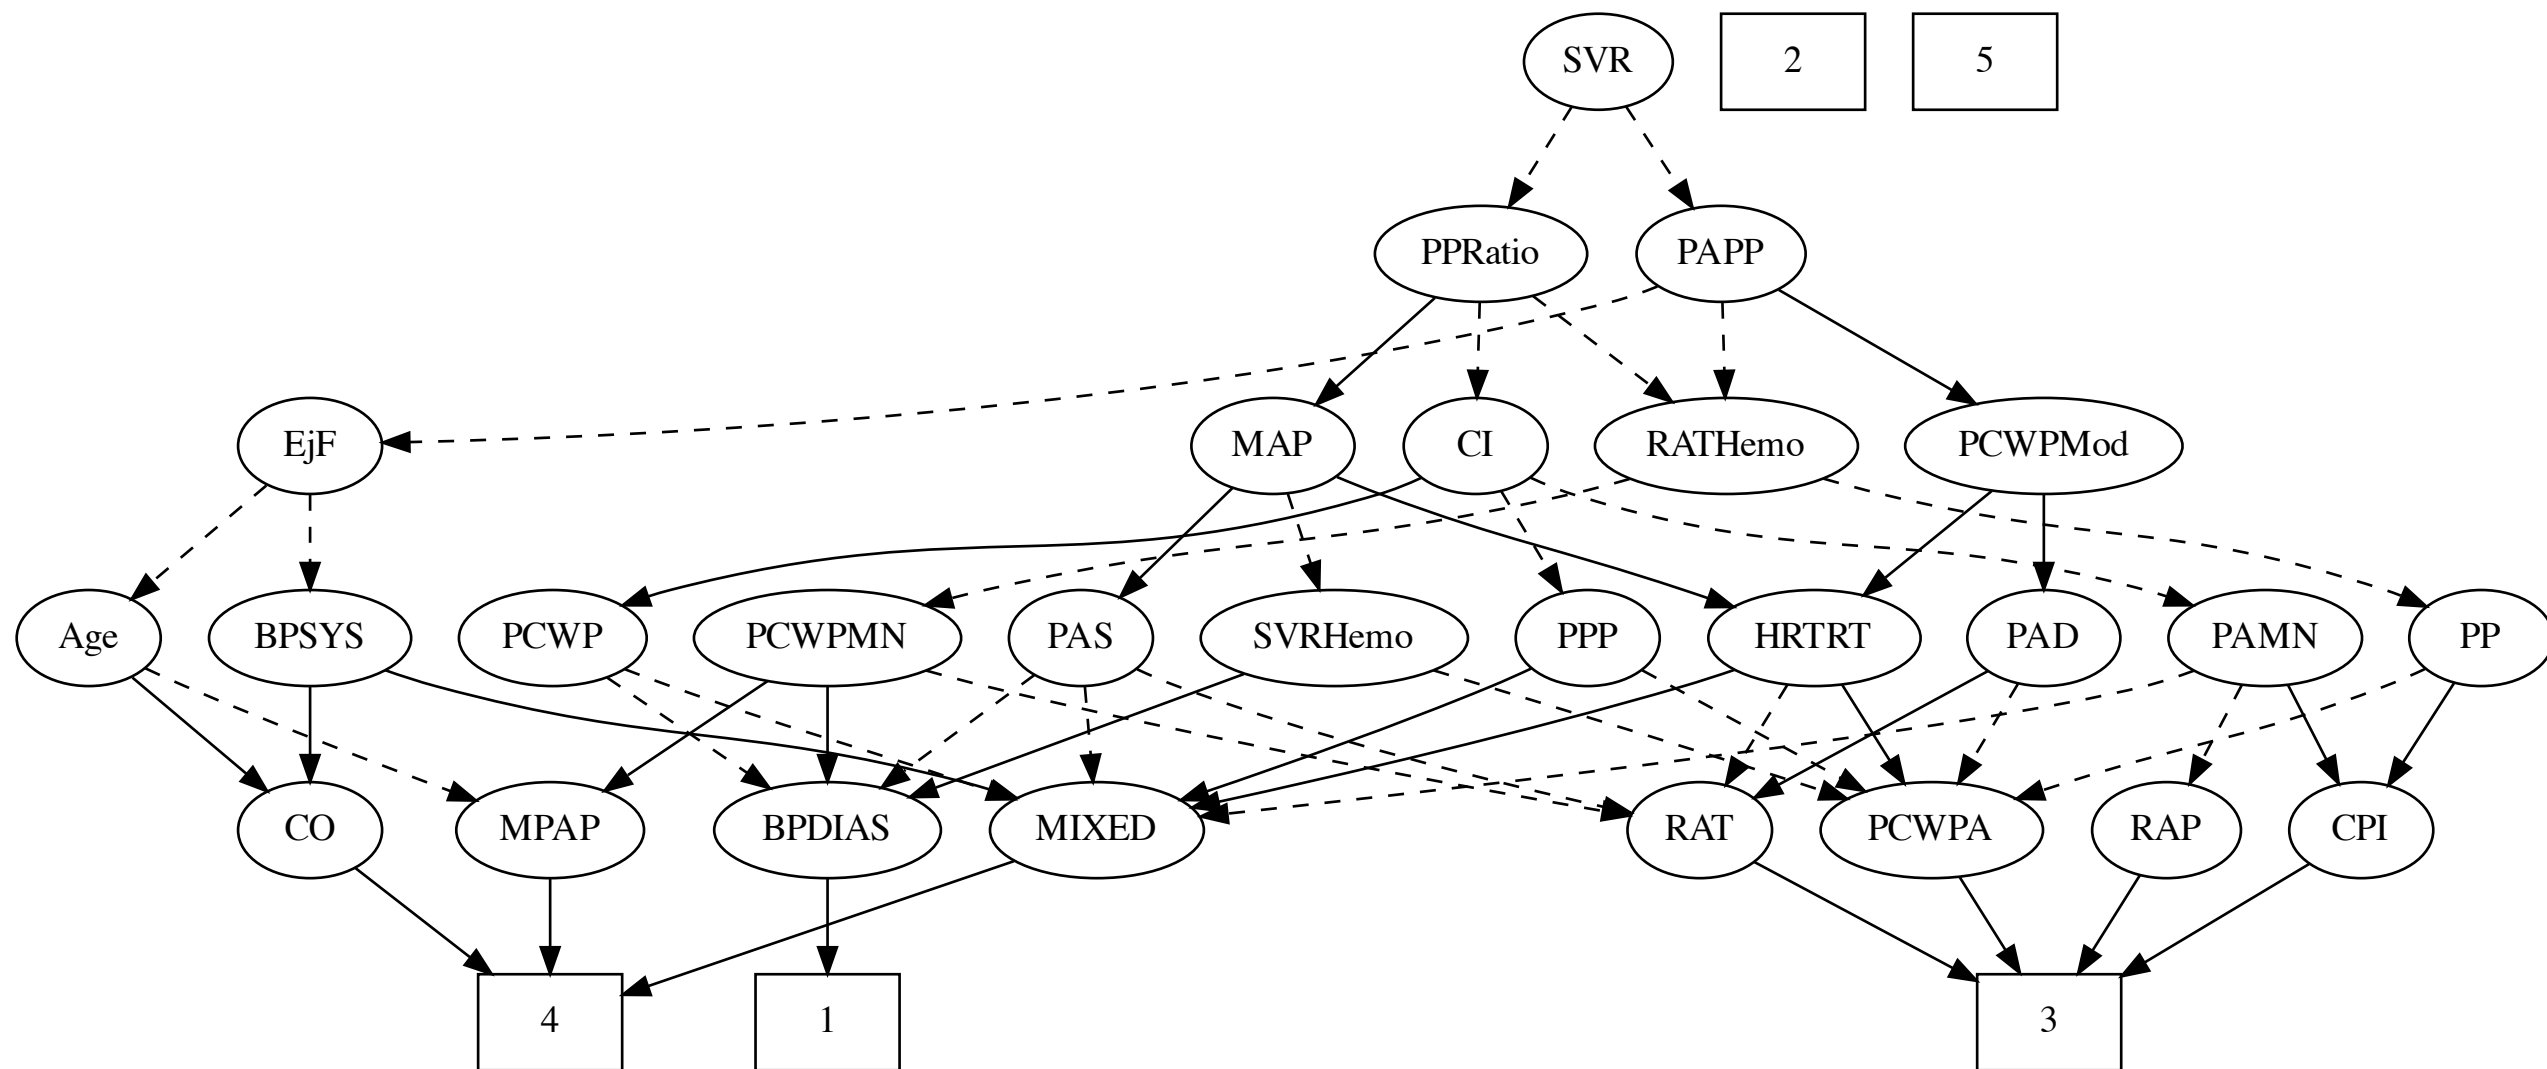 SVR
2
5
PPRatio
PAPP
EjF
MAP
CI
RATHemo
PCWPMod
Age
BPSYS
PCWP
PCWPMN
PAS
SVRHemo
PPP
HRTRT
PAD
PAMN
PP
CO
MPAP
BPDIAS
MIXED
RAT
PCWPA
RAP
CPI
4
1
3